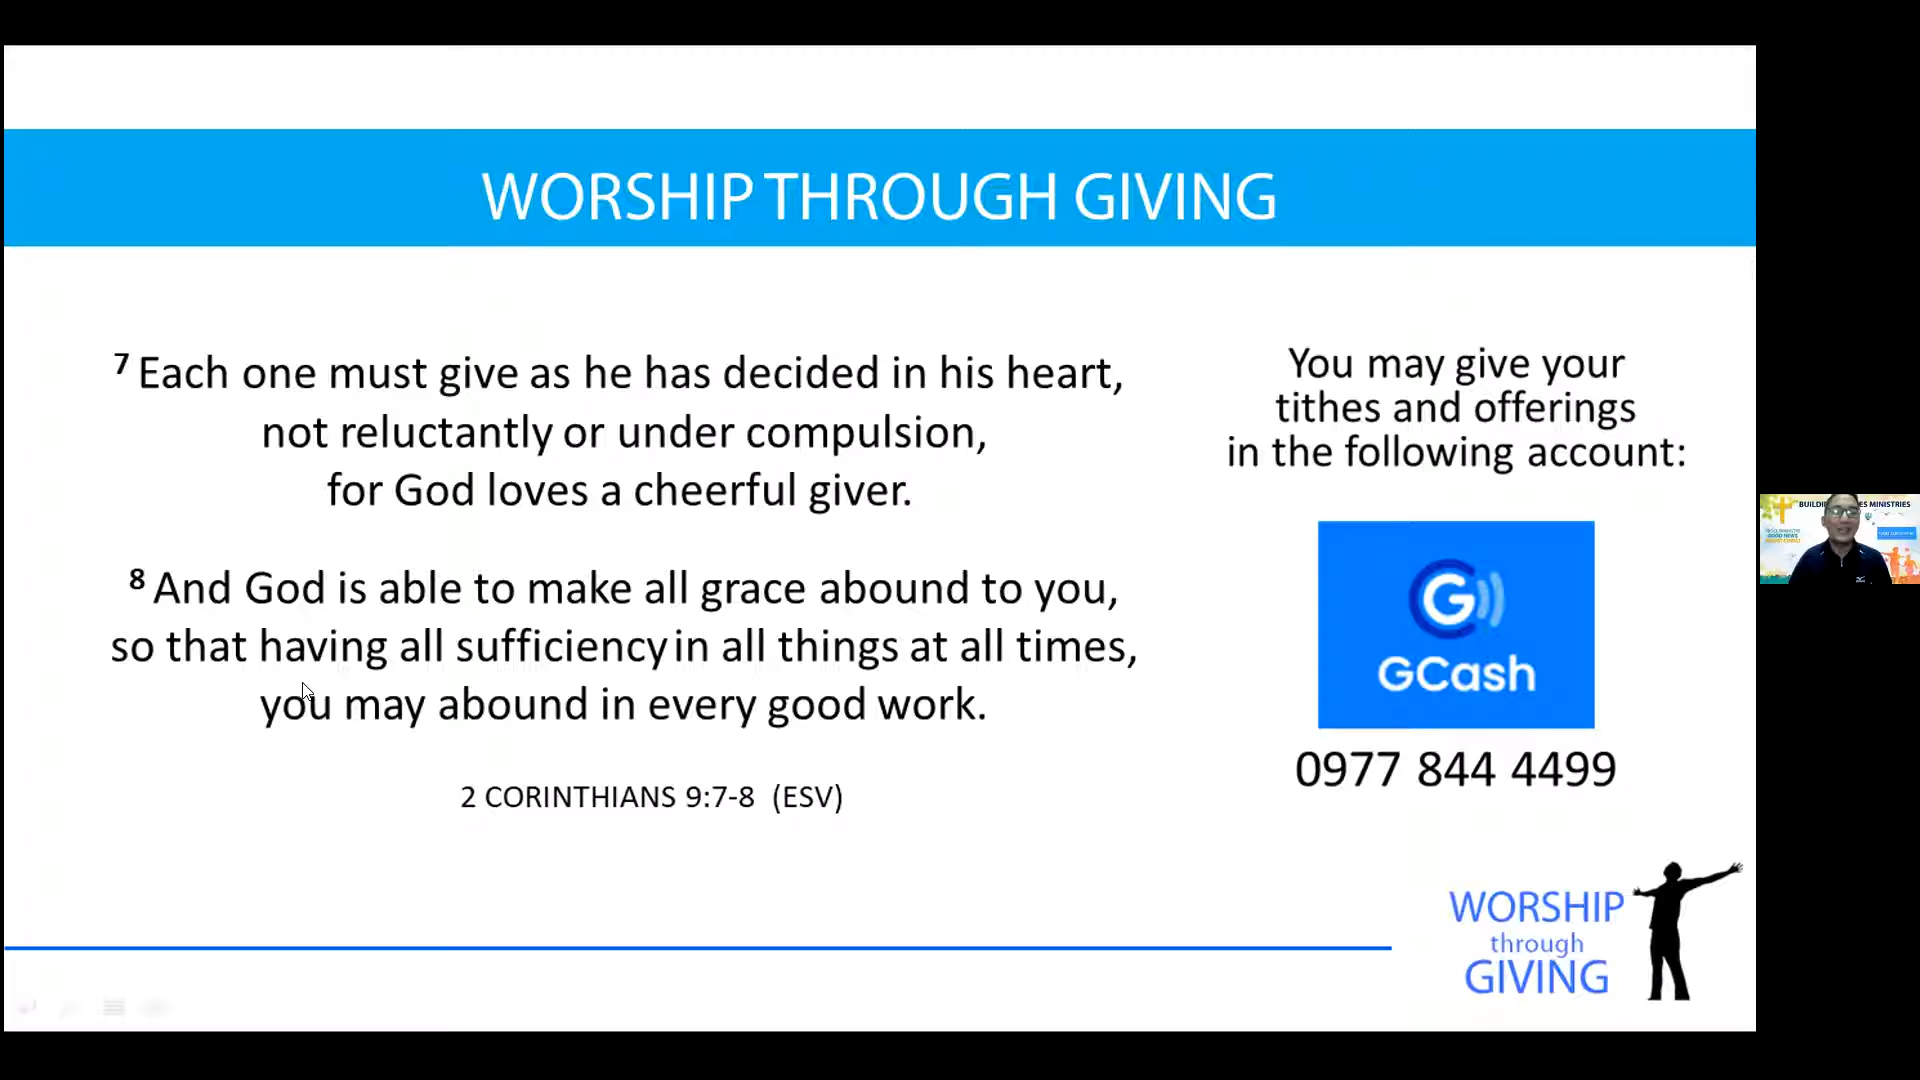 WORSHIP THROUGH GIVING
7 Each one must give as he has decided in his heart,
not reluctantly or under compulsion,
for God loves a cheerful giver.
8 And God is able to make all grace abound to you,
so that having all sufficiency in all things at all times,
you may abound in every good work.
2 CORINTHIANS 9:7-8 (ESV)
You may give your
tithes and offerings
in the following account:
G
GCash
0977 844 4499
WORSHIP
through
GIVING
MINISTRIES
GOOD NEWS